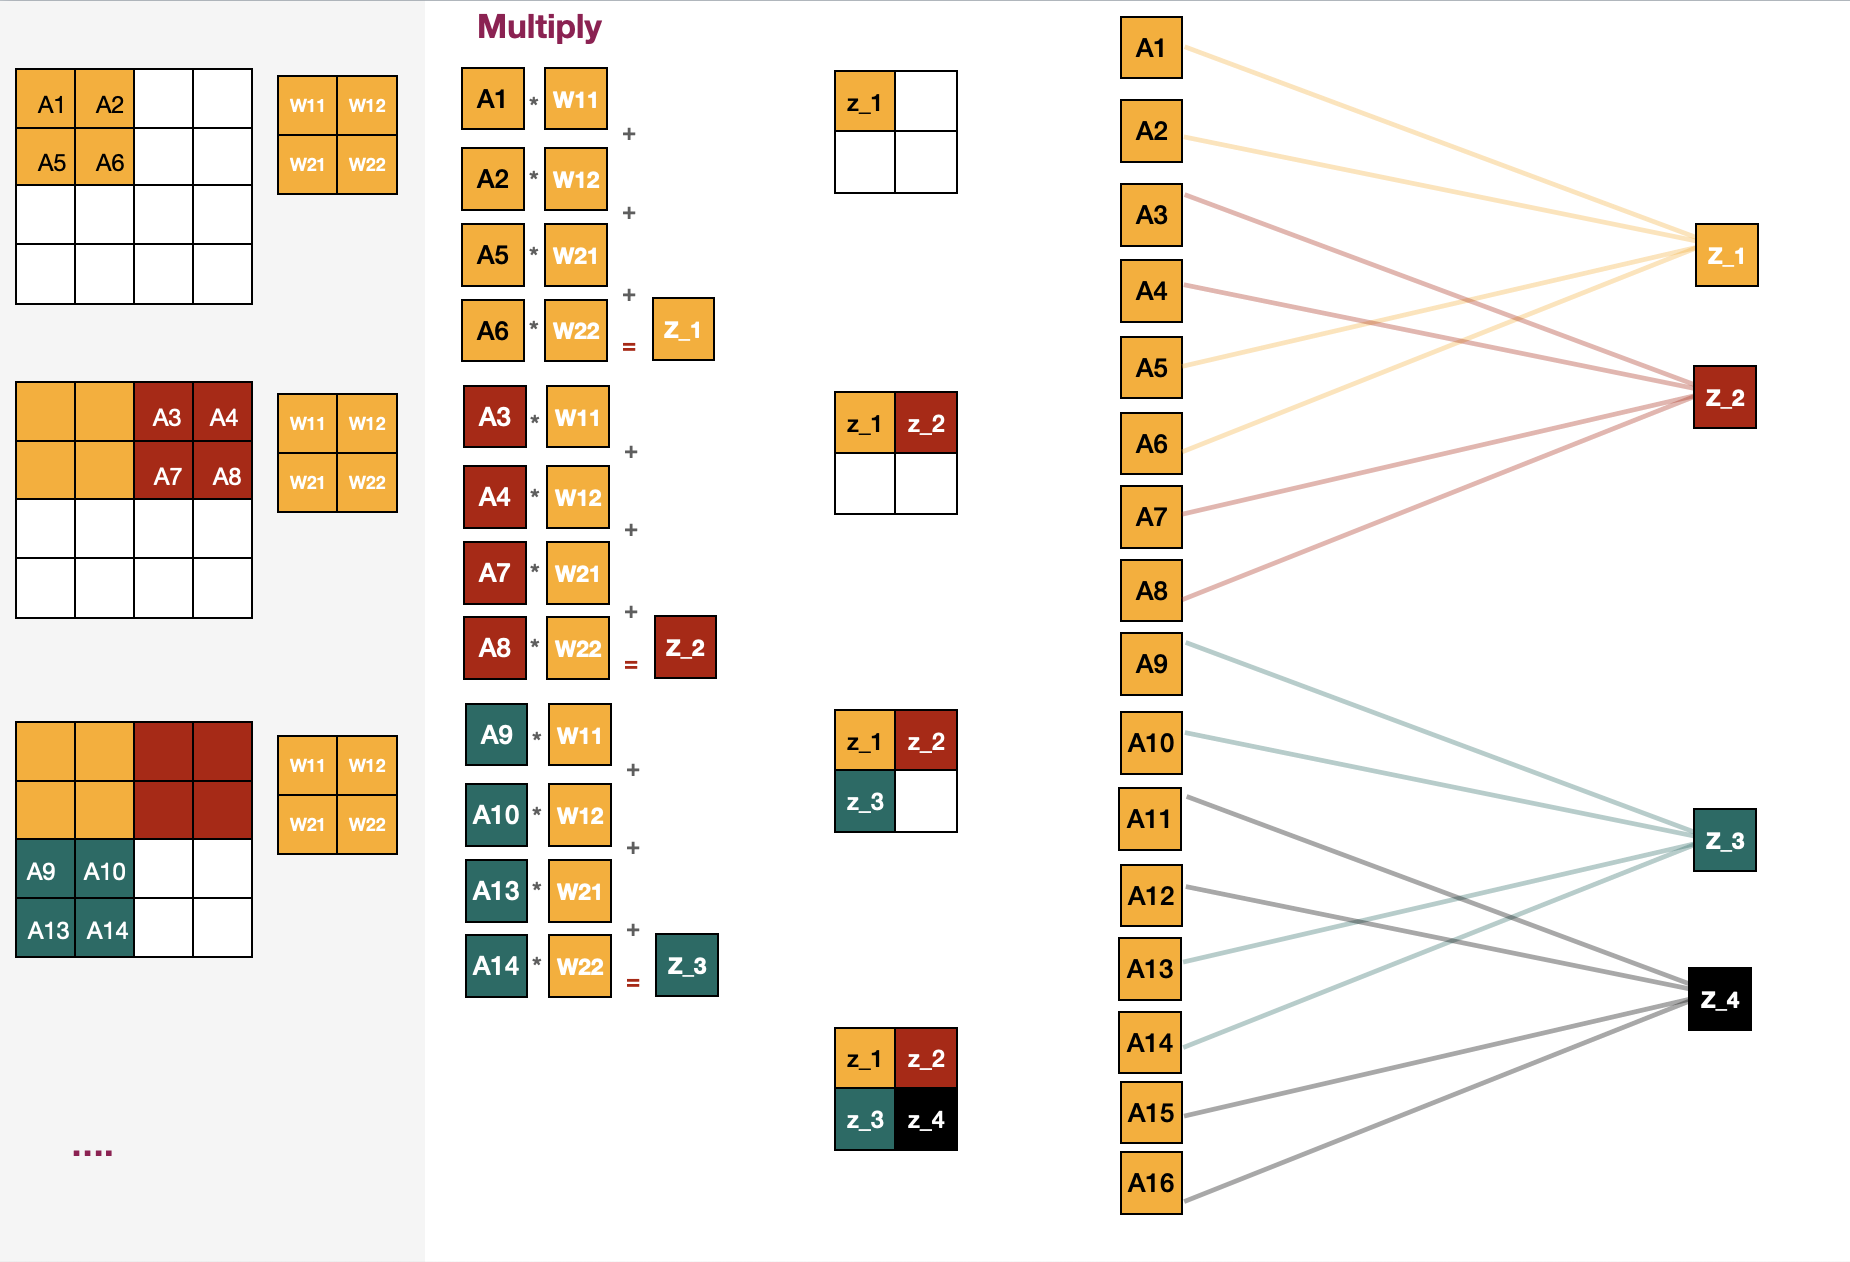 Multiply
A1 A2
A5 A6
W11 W12
W21 W22
A1 * W11
+
A2 * W12
+
A5 * W21
+
A6 * W22 = Z_1
z_1
A3 A4
A7 A8
W11 W12
W21 W22
A3 * W11
+
A4 * W12
+
A7 * W21
+
A8 * W22 = Z_2
z_1 z_2
A9 A10
A13 A14
W11 W12
W21 W22
A9 * W11
+
A10 * W12
+
A13 * W21
+
A14 * W22 = Z_3
z_1 z_2
z_3
....
z_1 z_2
z_3 z_4
A1
A2
A3
A4
A5
A6
A7
A8
A9
A10
A11
A12
A13
A14
A15
A16
Z_1
Z_2
Z_3
Z_4